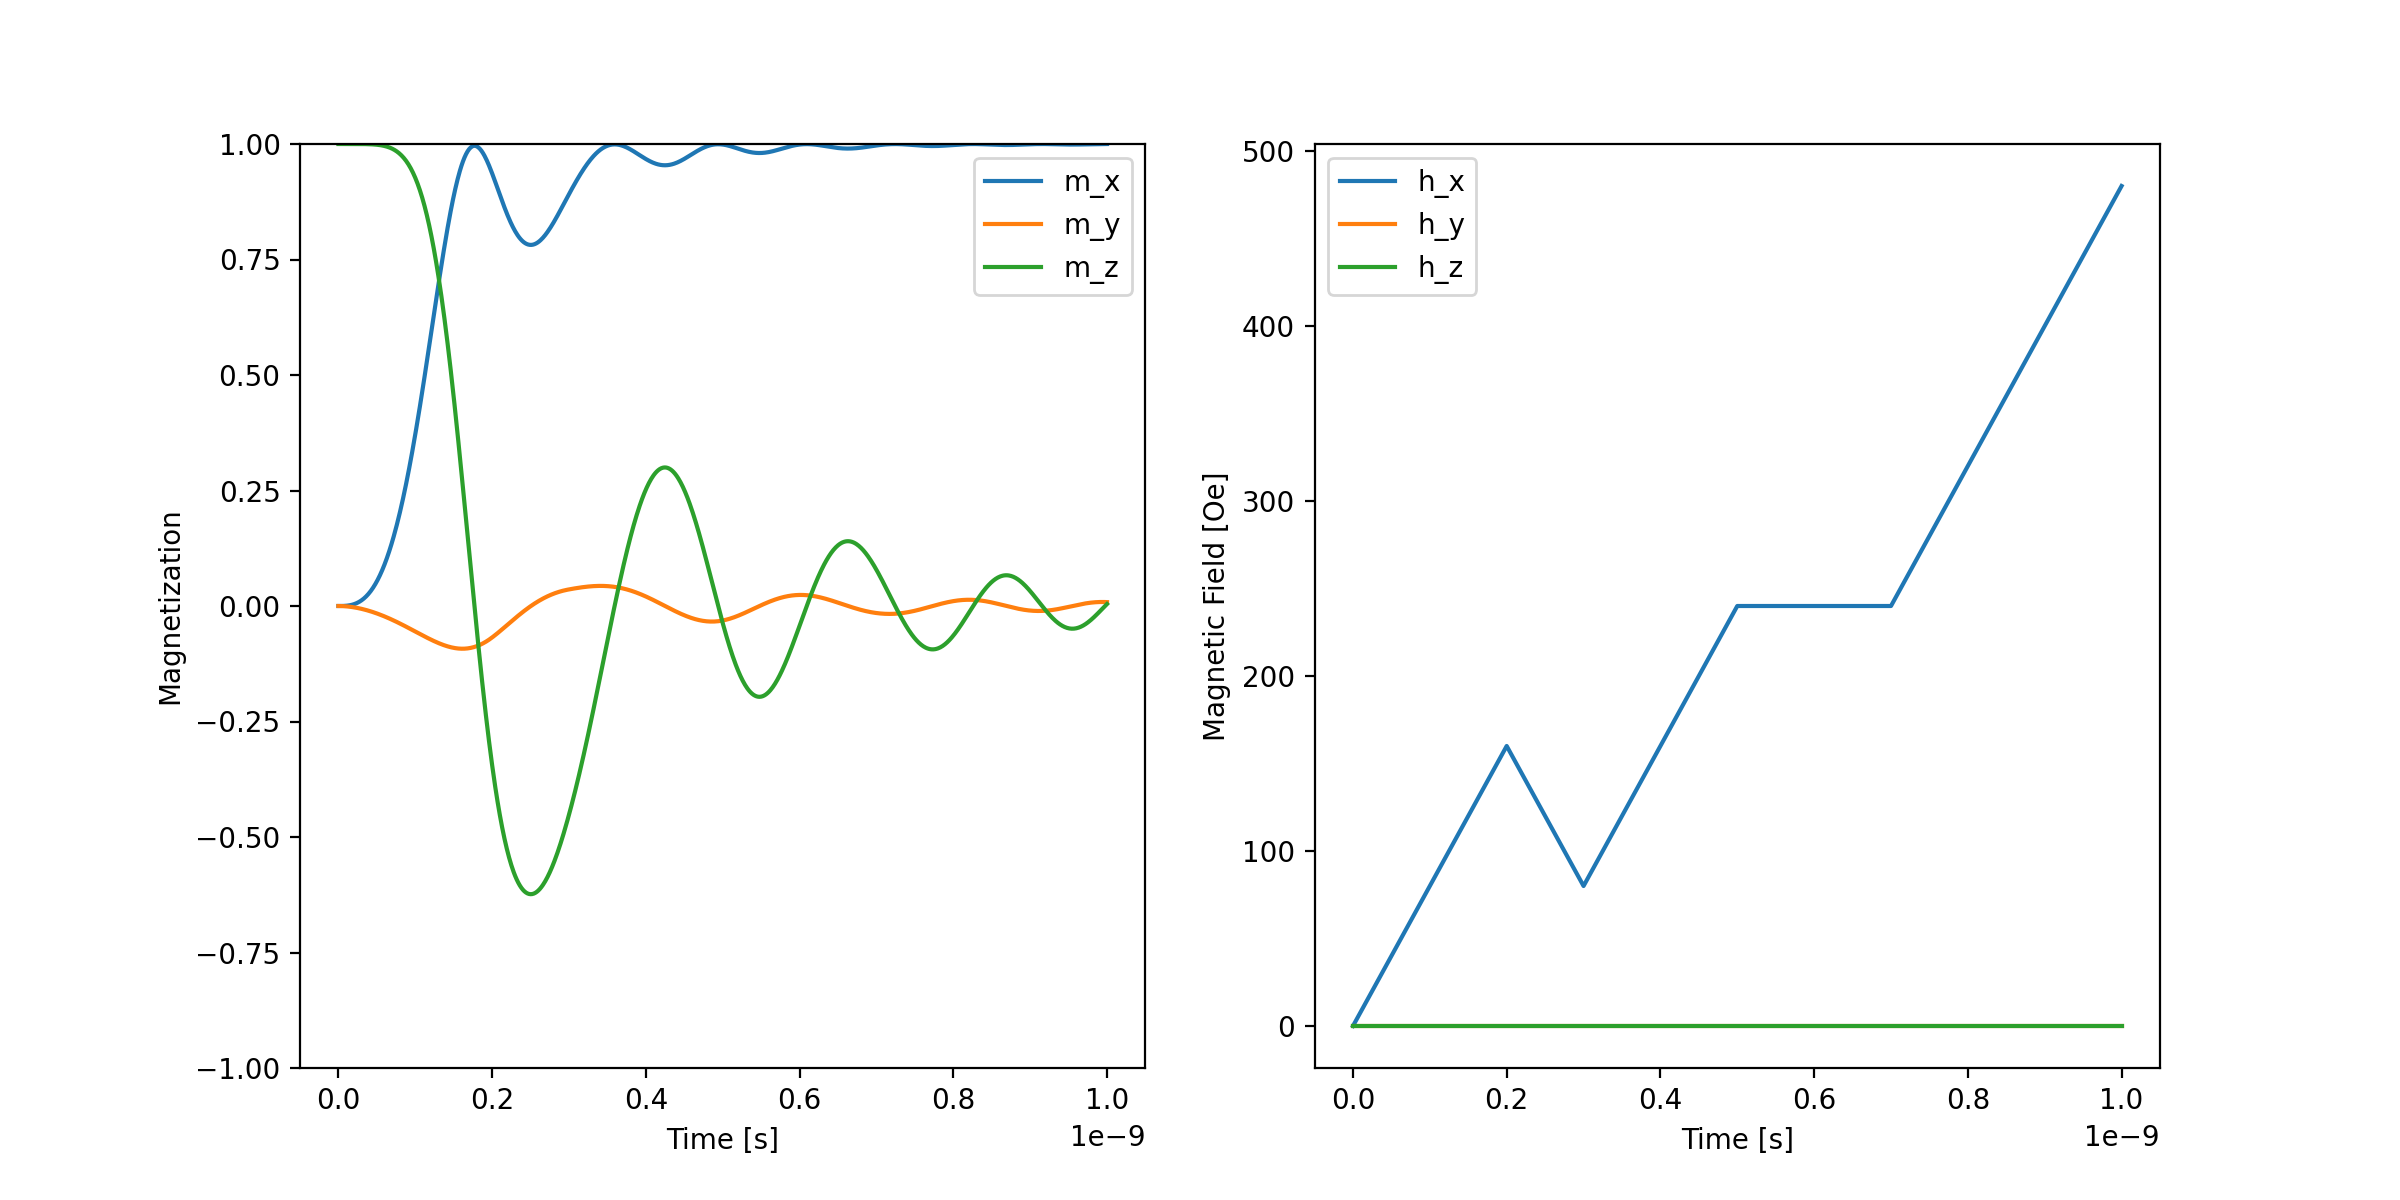 1.00
0.75
0.50
0.25
0.00
−0.25
−0.50
−0.75
−1.00
Magnetization
m_x
m_y
m_z
0.0 0.2 0.4 0.6 0.8 1.0
1e−9
Time [s]
500
400
300
200
100
0
Magnetic Field [Oe]
h_x
h_y
h_z
0.0 0.2 0.4 0.6 0.8 1.0
1e−9
Time [s]